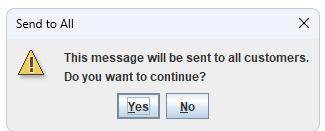 Send to All
This message will be sent to all customers.
Do you want to continue?
Yes No